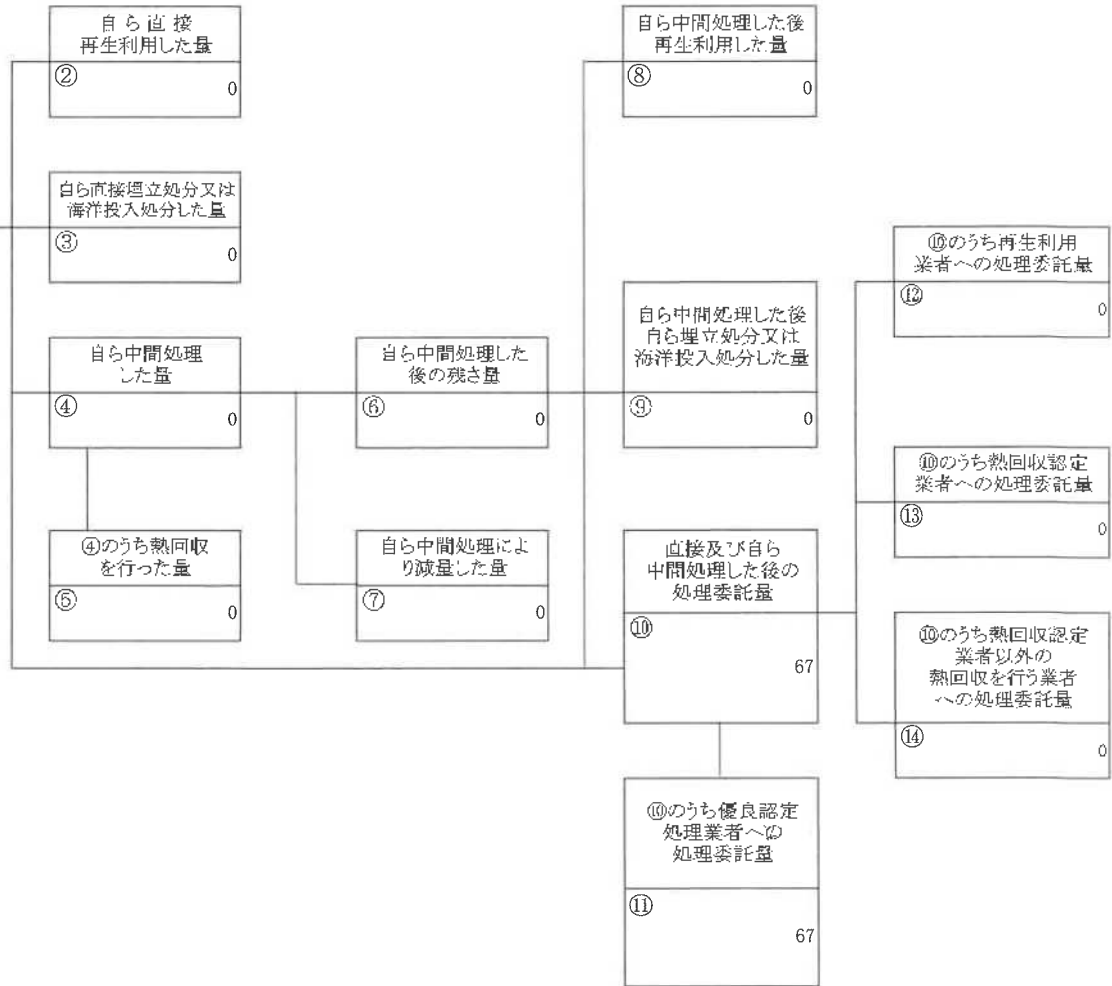 自ら直接
再生利用した量
②
0
自ら直接埋立処分又は
海洋投入処分した量
③
0
自ら中間処理
した量
④
0
④のうち熱回収
を行った量
⑤
0
自ら中間処理した
後の残さ量
⑥
0
自ら中間処理によ
り減量した量
⑦
0
自ら中間処理した後
再生利用した量
⑧
0
自ら中間処理した後
自ら埋立処分又は
海洋投入処分した量
⑨
0
直接及び自ら
中間処理した後の
処理委託量
⑩
67
⑩のうち優良認定
処理業者への
処理委託量
⑪
67
⑩のうち再生利用
業者への処理委託量
⑫
0
⑩のうち熱回収認定
業者への処理委託量
⑬
0
⑩のうち熱回収認定
業者以外の
熱回収を行う業者
への処理委託量
⑭
0